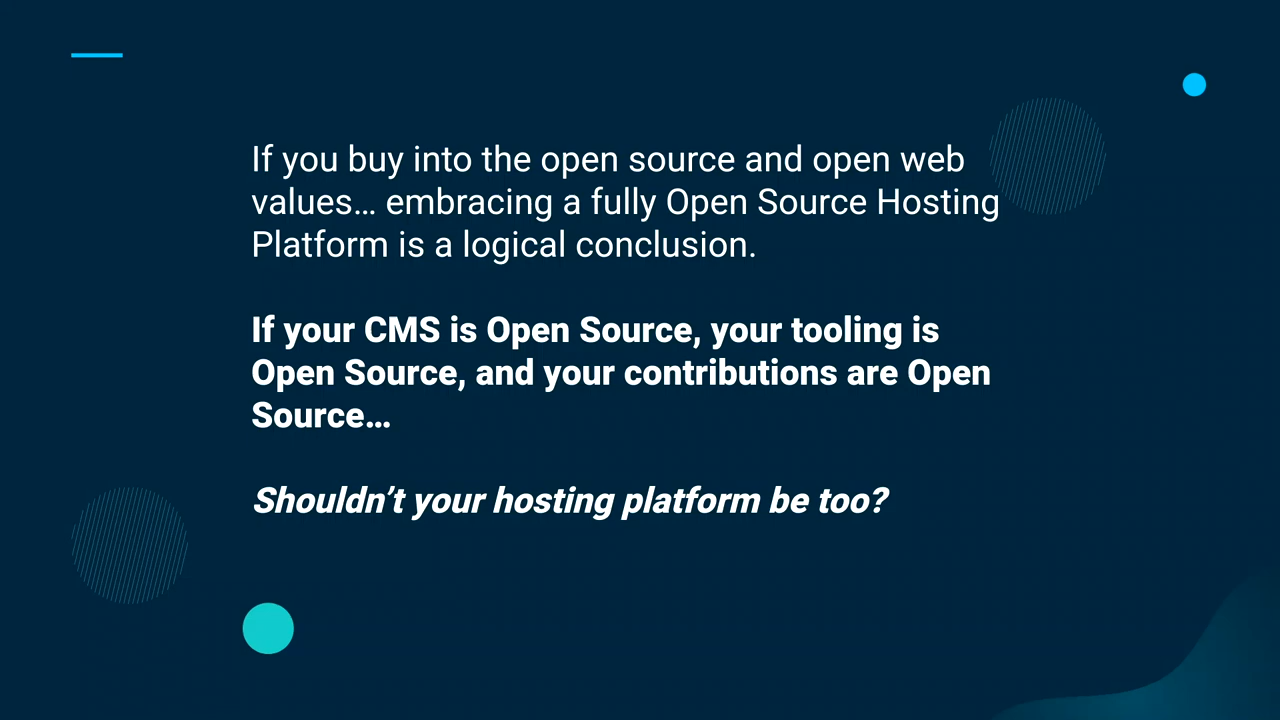 If you buy into the open source and open web
values… embracing a fully Open Source Hosting
Platform is a logical conclusion.
If your CMS is Open Source, your tooling is
Open Source, and your contributions are Open
Source…
Shouldn’t your hosting platform be too?